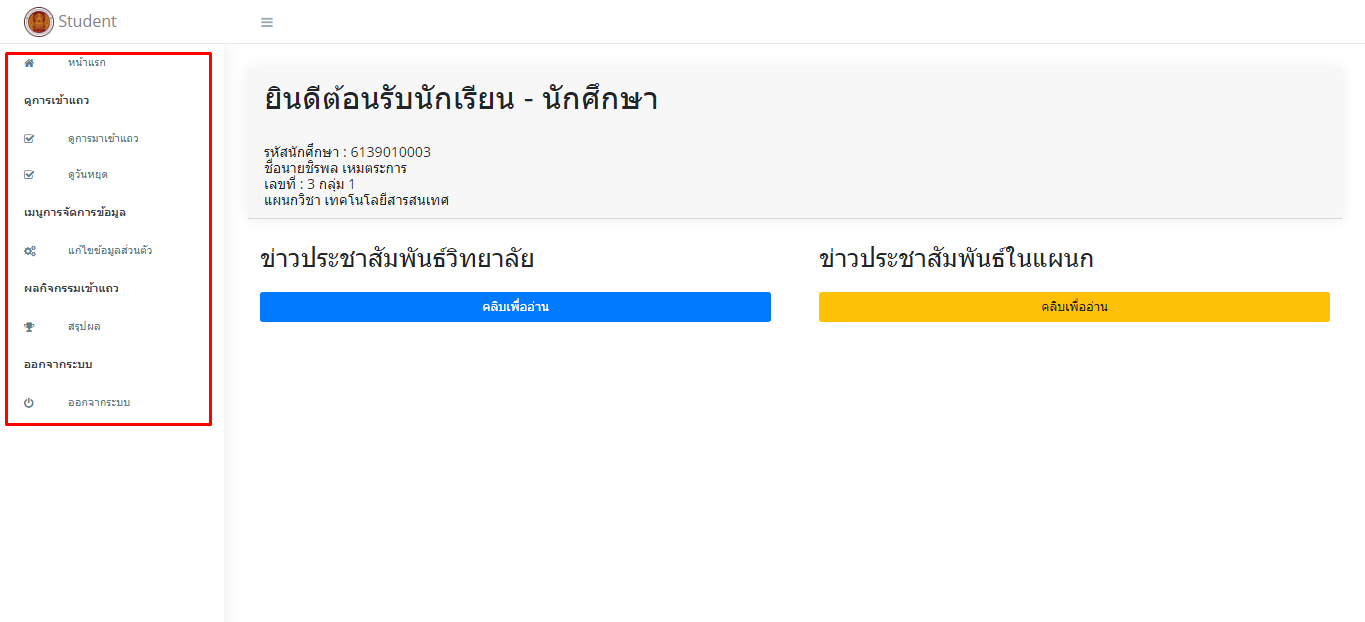 Student
หน้าแรก
ดูการเข้าแถว
ดูการมาเข้าแถว
ดูวันหยุด
เมนูการจัดการข้อมูล
แก้ไขข้อมูลส่วนตัว
ผลกิจกรรมเข้าแถว
สรุปผล
ออกจากระบบ
ออกจากระบบ
ยินดีต้อนรับนักเรียน - นักศึกษา
รหัสนักศึกษา : 6139010003
ชื่อนายชิรพล เหมตระการ
เลขที่ : 3 กลุ่ม 1
แผนกวิชา เทคโนโลยีสารสนเทศ
ข่าวประชาสัมพันธ์วิทยาลัย
คลิบเพื่ออ่าน
ข่าวประชาสัมพันธ์ในแผนก
คลิบเพื่ออ่าน